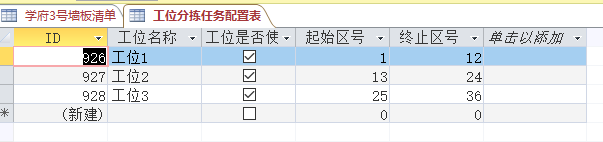 学府3号墙板清单 工位分拣任务配置表
ID 工位名称 工位是否使 起始区号 终止区号 单击以添加
926 工位1 1 12
927 工位2 13 24
928 工位3 25 36
* (新建) 0 0